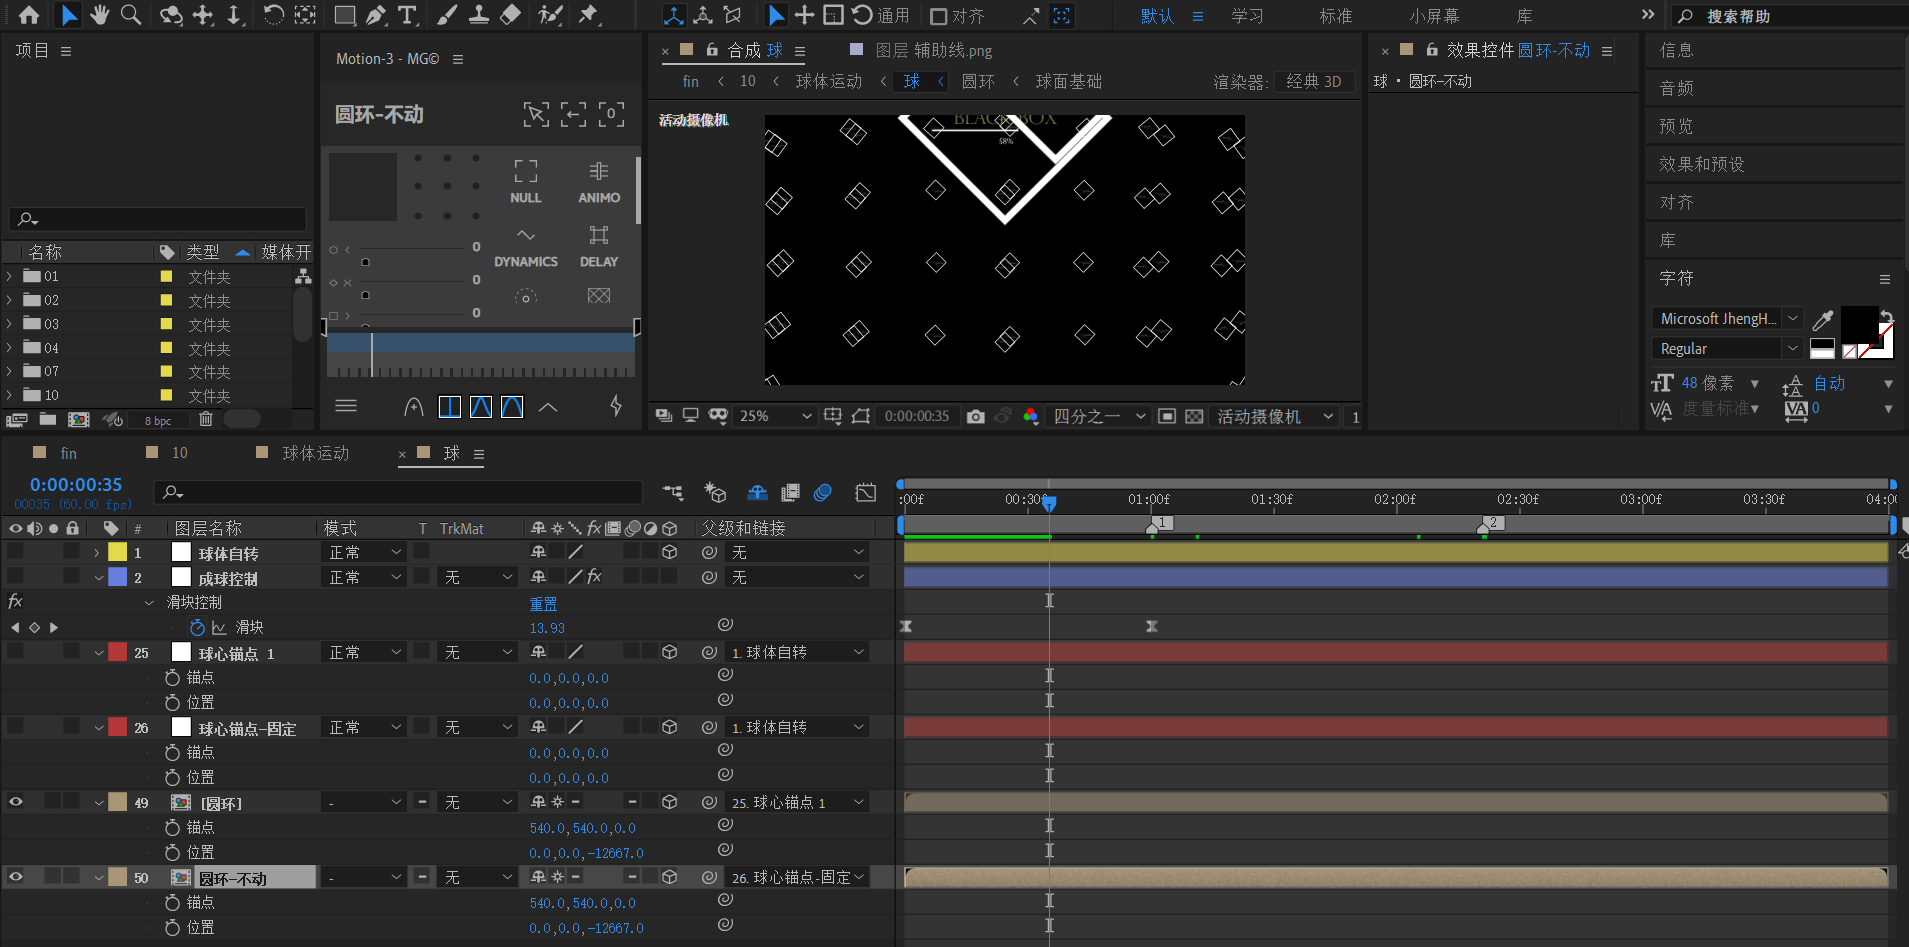 通用
对齐
默认
学习
标准
小屏幕
库
搜索帮助
项目
Motion-3 - MG©
合成 球
图层 辅助线.png
效果控件 圆环-不动
信息
fin
10
球体运动
球
圆环
球面基础
渲染器:
经典 3D
球 • 圆环-不动
音频
圆环-不动
活动摄像机
BLACK BOX
58%
预览
效果和预设
NULL
ANIMO
对齐
库
DYNAMICS
DELAY
0
0
0
字符
名称
类型
媒体开
01 文件夹
02 文件夹
03 文件夹
04 文件夹
07 文件夹
10 文件夹
Microsoft JhengH...
Regular
48 像素
自动
度量标准
0
8 bpc
25%
0:00:00:35
四分之一
活动摄像机
1
fin
10
球体运动
球
0:00:00:35
00035 (60.00 fps)
:00f
00:30f
01:00f
01:30f
02:00f
02:30f
03:00f
03:30f
04:00
1
2
#
图层名称
模式
T TrkMat
父级和链接
1 球体自转 正常 无
2 成球控制 正常 无 无
fx 滑块控制 重置
滑块 13.93
25 球心锚点 1 正常 无 1. 球体自转
锚点 0.0,0.0,0.0
位置 0.0,0.0,0.0
26 球心锚点-固定 正常 无 1. 球体自转
锚点 0.0,0.0,0.0
位置 0.0,0.0,0.0
49 [圆环] - 无 25. 球心锚点 1
锚点 540.0,540.0,0.0
位置 0.0,0.0,-12667.0
50 圆环-不动 - 无 26. 球心锚点-固定
锚点 540.0,540.0,0.0
位置 0.0,0.0,-12667.0